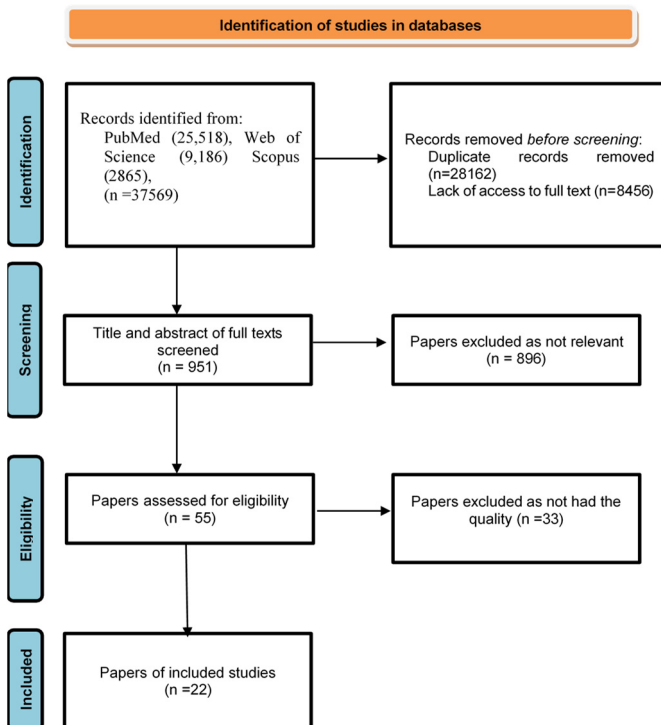 Identification of studies in databases
Identification
Records identified from:
PubMed (25,518), Web of
Science (9,186) Scopus
(2865),
(n =37569)
Records removed before screening:
Duplicate records removed
(n=28162)
Lack of access to full text (n=8456)
Screening
Title and abstract of full texts
screened
(n = 951)
Papers excluded as not relevant
(n = 896)
Eligibility
Papers assessed for eligibility
(n = 55)
Papers excluded as not had the
quality (n =33)
Included
Papers of included studies
(n =22)